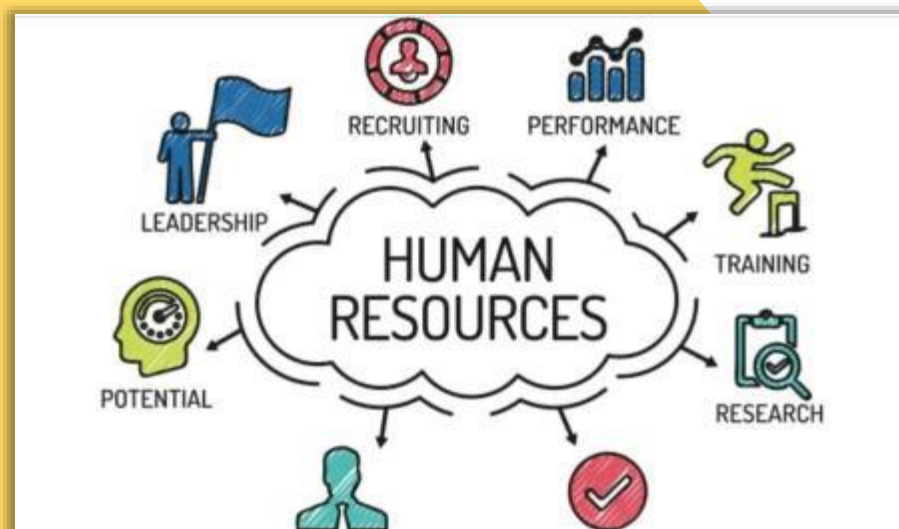 RECRUITING
PERFORMANCE
LEADERSHIP
TRAINING
HUMAN
RESOURCES
POTENTIAL
RESEARCH